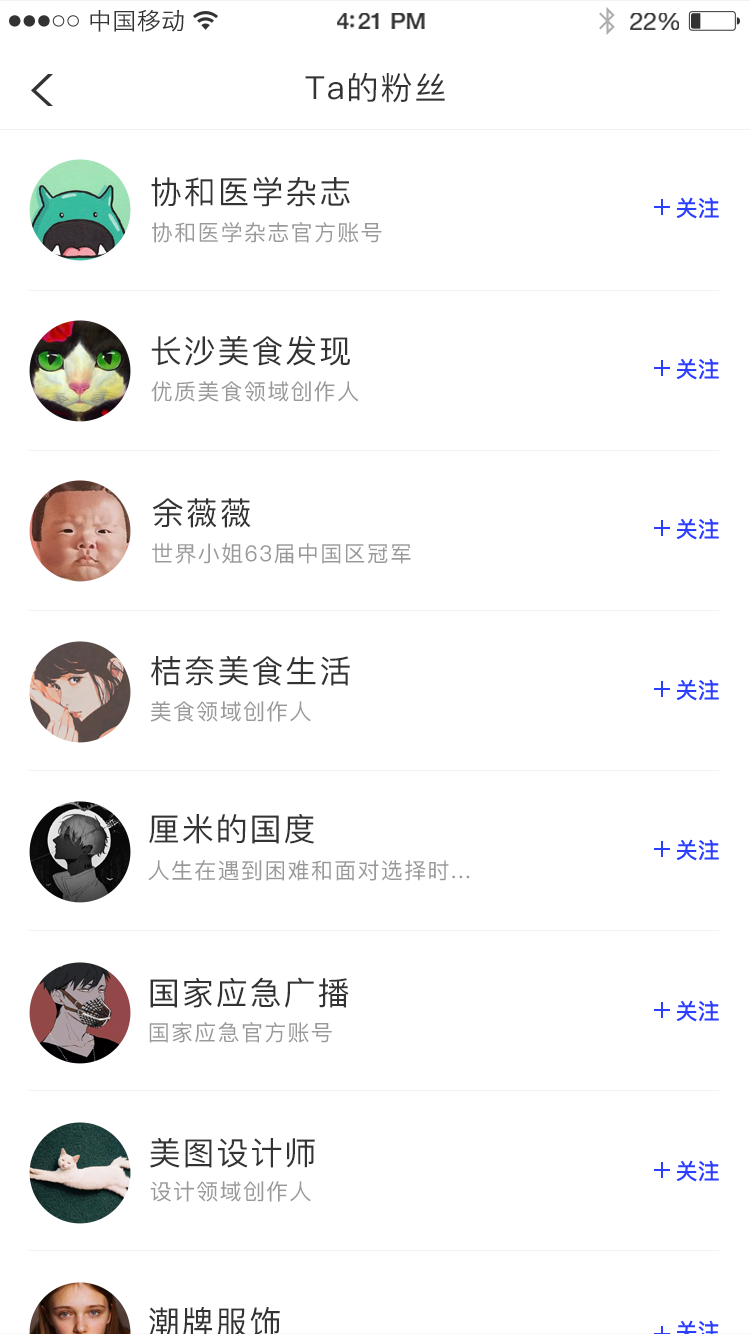 中国移动 4:21 PM 22%
Ta的粉丝
协和医学杂志
协和医学杂志官方账号
+关注
长沙美食发现
优质美食领域创作人
+关注
余薇薇
世界小姐63届中国区冠军
+关注
桔奈美食生活
美食领域创作人
+关注
厘米的国度
人生在遇到困难和面对选择时...
+关注
国家应急广播
国家应急官方账号
+关注
美图设计师
设计领域创作人
+关注
潮牌服饰
+关注